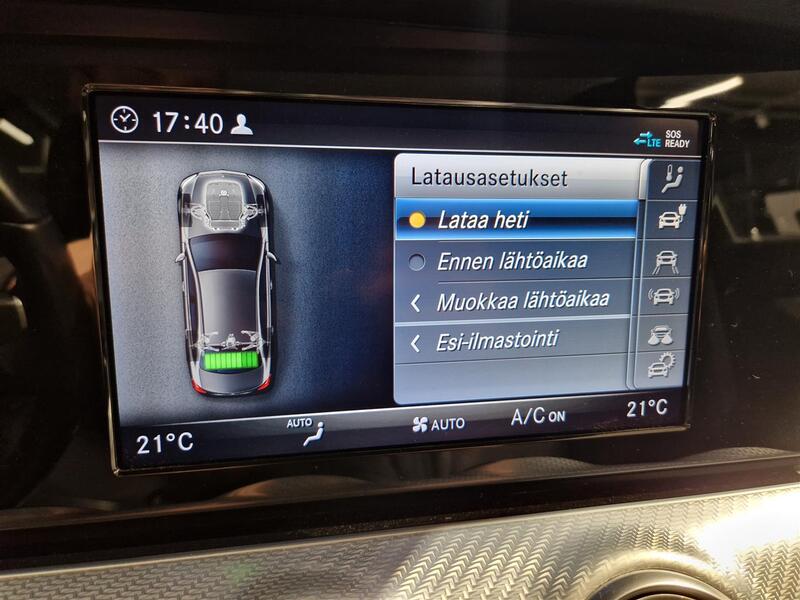 17:40
LTE
SOS
READY
Latausasetukset
Lataa heti
Ennen lähtöaikaa
Muokkaa lähtöaikaa
Esi-ilmastointi
21°C
AUTO
AUTO
A/C ON
21°C